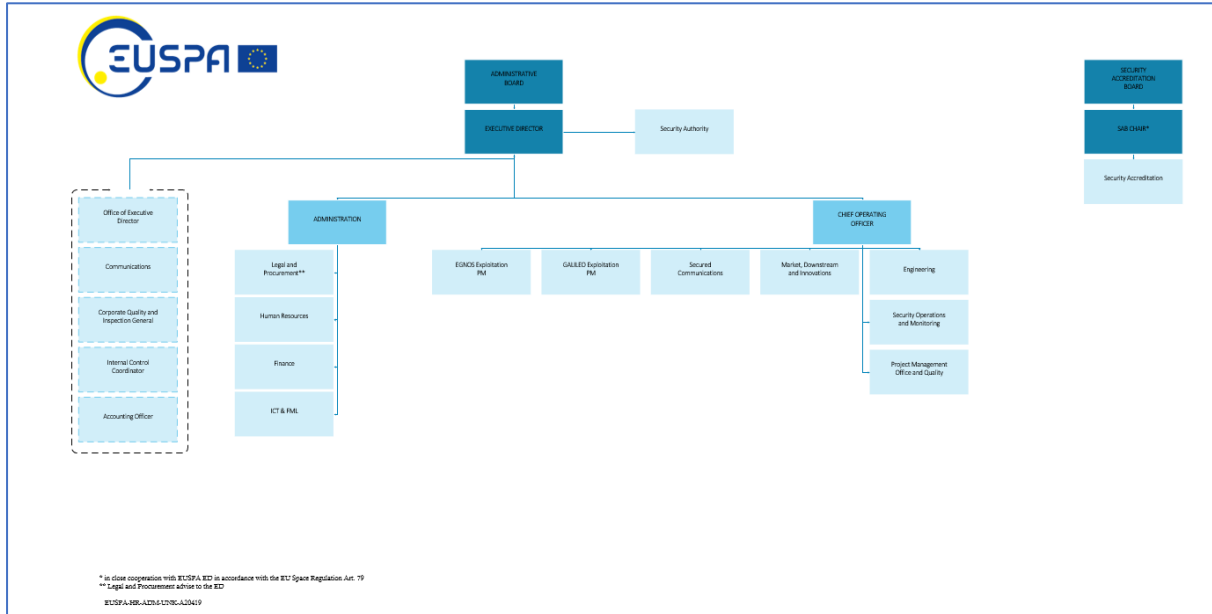 EUSPA
ADMINISTRATIVE
BOARD
SECURITY
ACCREDITATION
BOARD
EXECUTIVE DIRECTOR
Security Authority
SAB CHAIR*
Security Accreditation
Office of Executive
Director
Communications
Corporate Quality and
Inspection General
Internal Control
Coordinator
Accounting Officer
ADMINISTRATION
Legal and
Procurement**
Human Resources
Finance
ICT & FML
CHIEF OPERATING
OFFICER
EGNOS Exploitation
PM
GALILEO Exploitation
PM
Secured
Communications
Market, Downstream
and Innovations
Engineering
Security Operations
and Monitoring
Project Management
Office and Quality
* in close cooperation with EUSPA ED in accordance with the EU Space Regulation Art. 79
** Legal and Procurement advise to the ED
EUSPA-HR-ADM-UNK-A20419